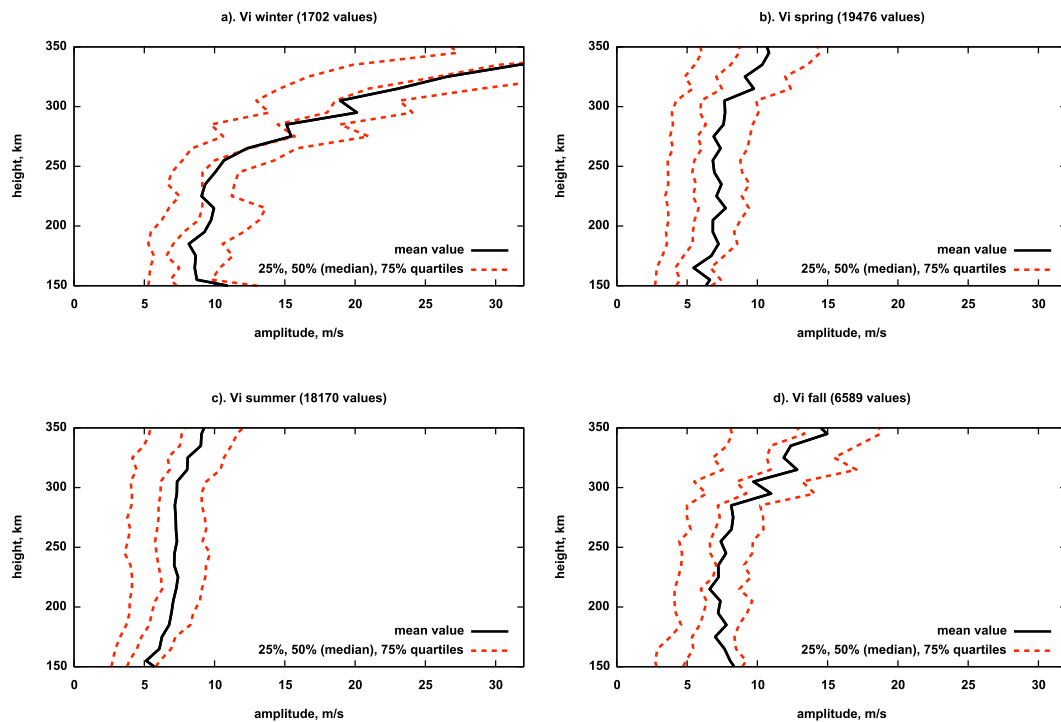 a). Vi winter (1702 values)
350
300
250
200
150
height, km
mean value
25%, 50% (median), 75% quartiles
0 5 10 15 20 25 30
amplitude, m/s
b). Vi spring (19476 values)
350
300
250
200
150
height, km
mean value
25%, 50% (median), 75% quartiles
0 5 10 15 20 25 30
amplitude, m/s
c). Vi summer (18170 values)
350
300
250
200
150
height, km
mean value
25%, 50% (median), 75% quartiles
0 5 10 15 20 25 30
amplitude, m/s
d). Vi fall (6589 values)
350
300
250
200
150
height, km
mean value
25%, 50% (median), 75% quartiles
0 5 10 15 20 25 30
amplitude, m/s